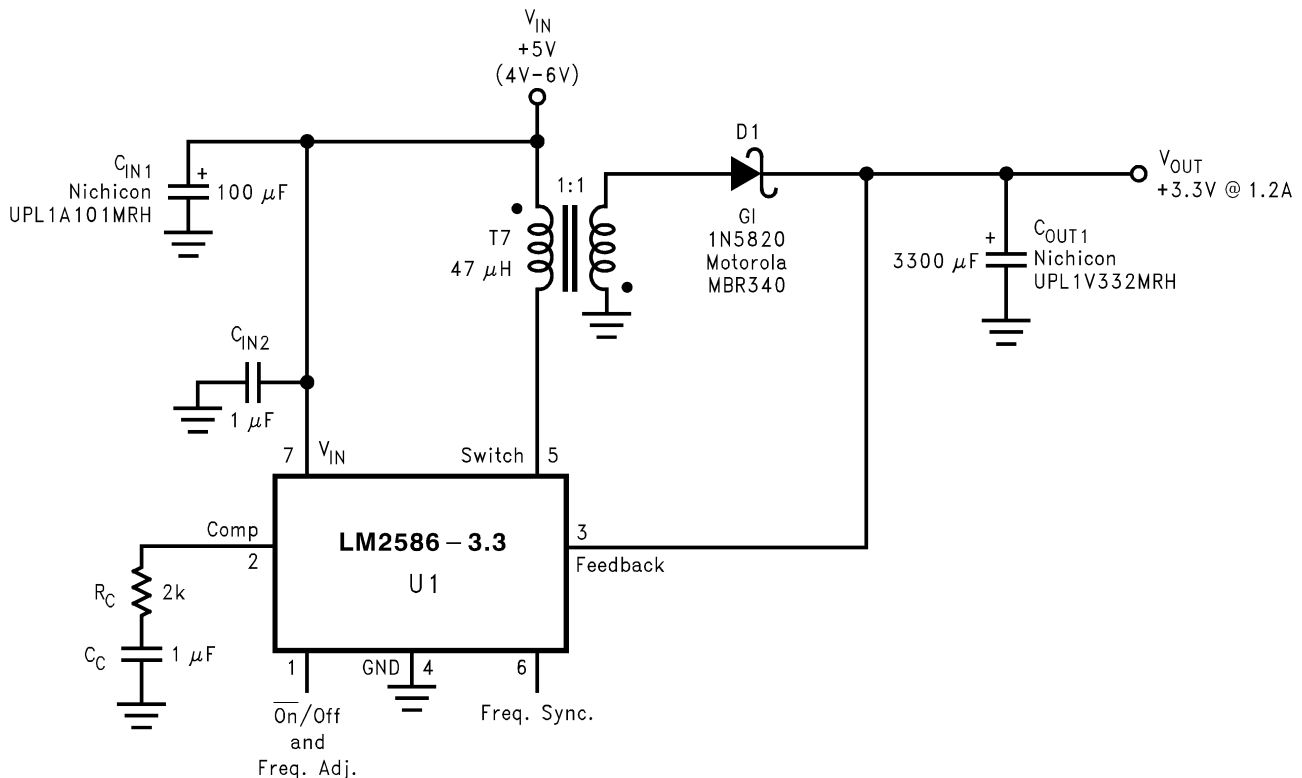 V_IN
+5V
(4V-6V)
C_IN1
Nichicon
UPL1A101MRH
+
100 μF
1:1
T7
47 μH
D1
GI
1N5820
Motorola
MBR340
V_OUT
+3.3V @ 1.2A
+
3300 μF
C_OUT1
Nichicon
UPL1V332MRH
C_IN2
1 μF
7
V_IN
Switch
5
Comp
2
LM2586-3.3
U1
3
Feedback
R_C
2k
C_C
1 μF
1
GND
4
6
On/Off
and
Freq. Adj.
Freq. Sync.